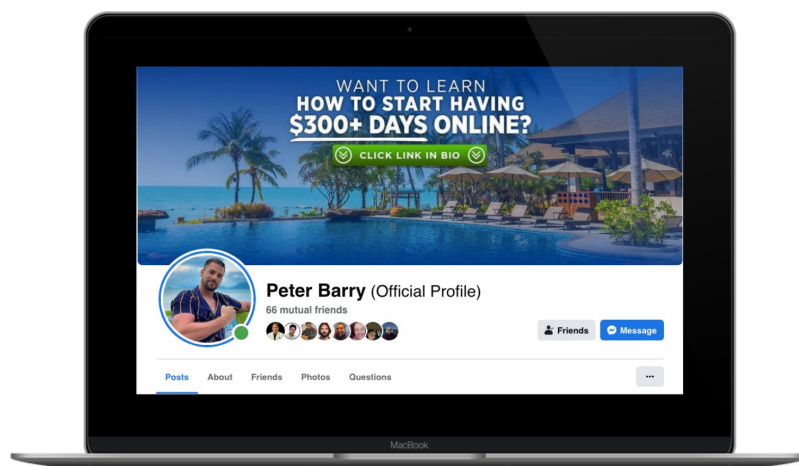 WANT TO LEARN
HOW TO START HAVING
$300+ DAYS ONLINE?
CLICK LINK IN BIO
Peter Barry (Official Profile)
66 mutual friends
Friends
Message
Posts
About
Friends
Photos
Questions
MacBook